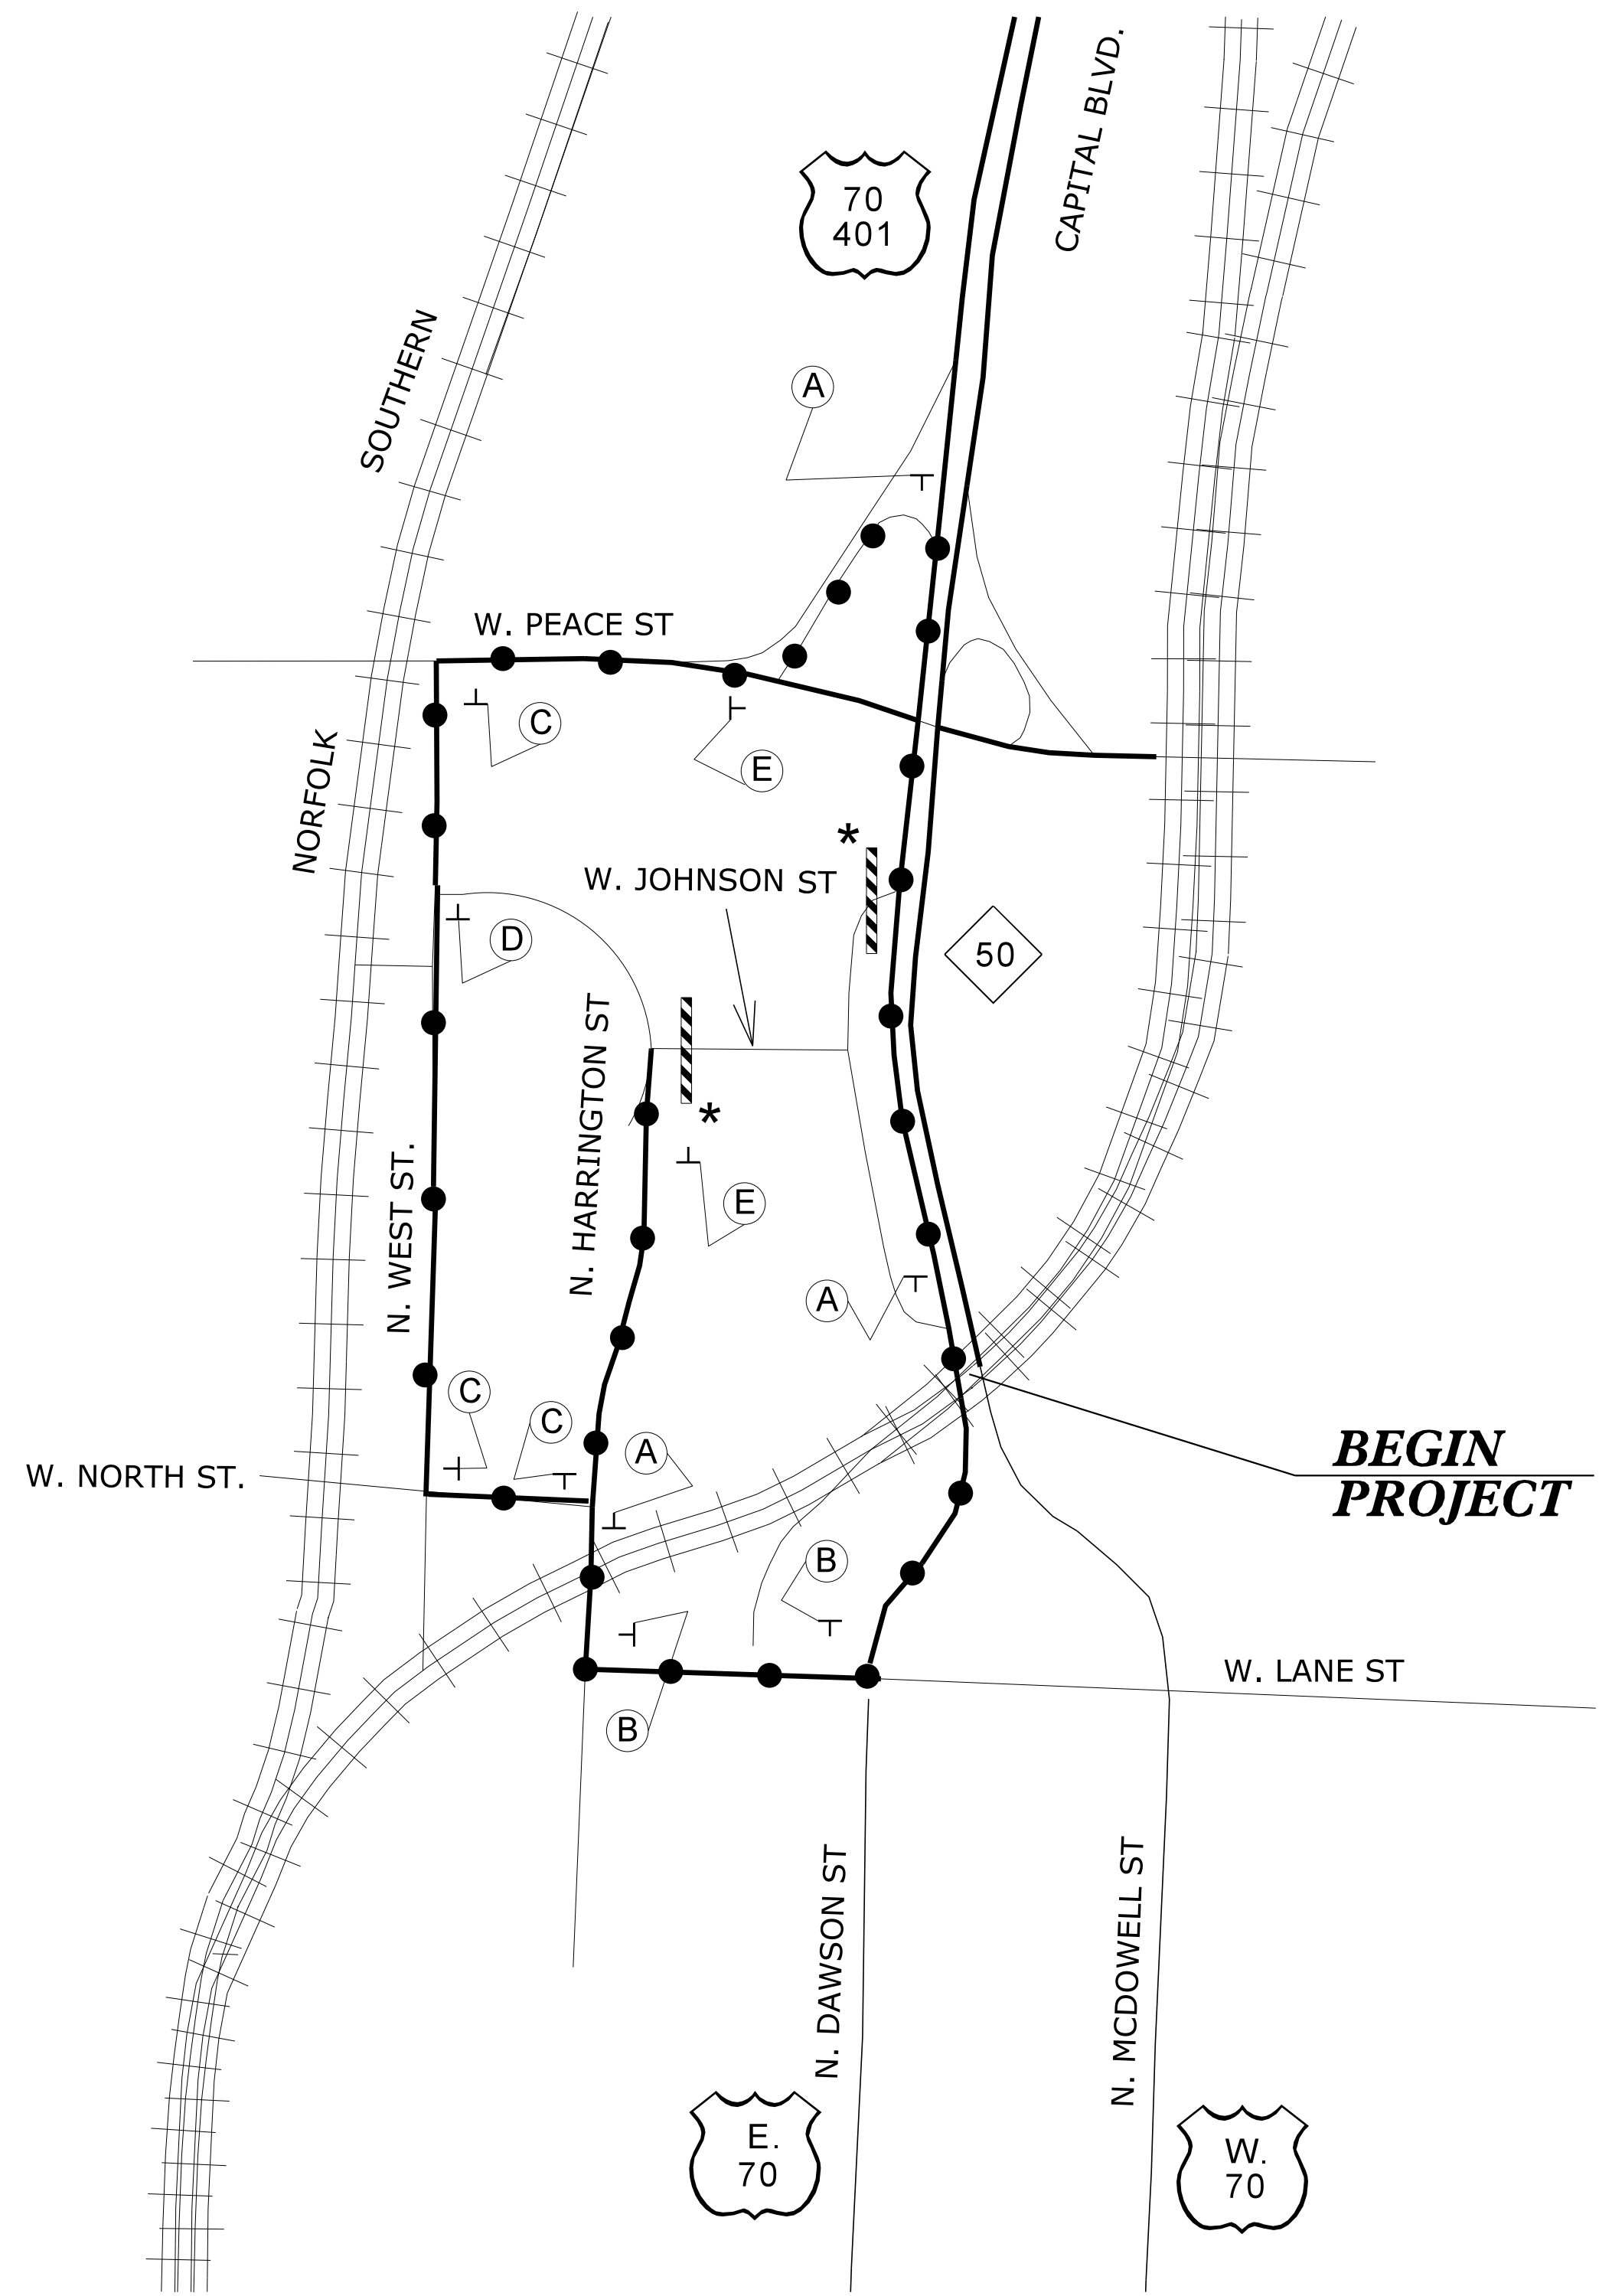 CAPITAL BLVD.
70
401
SOUTHERN
A
W. PEACE ST
C
E
NORFOLK
*
W. JOHNSON ST
D
50
N. HARRINGTON ST
*
N. WEST ST.
E
A
C
C
A
BEGIN
PROJECT
W. NORTH ST.
B
W. LANE ST
B
N. DAWSON ST
N. MCDOWELL ST
E.
70
W.
70